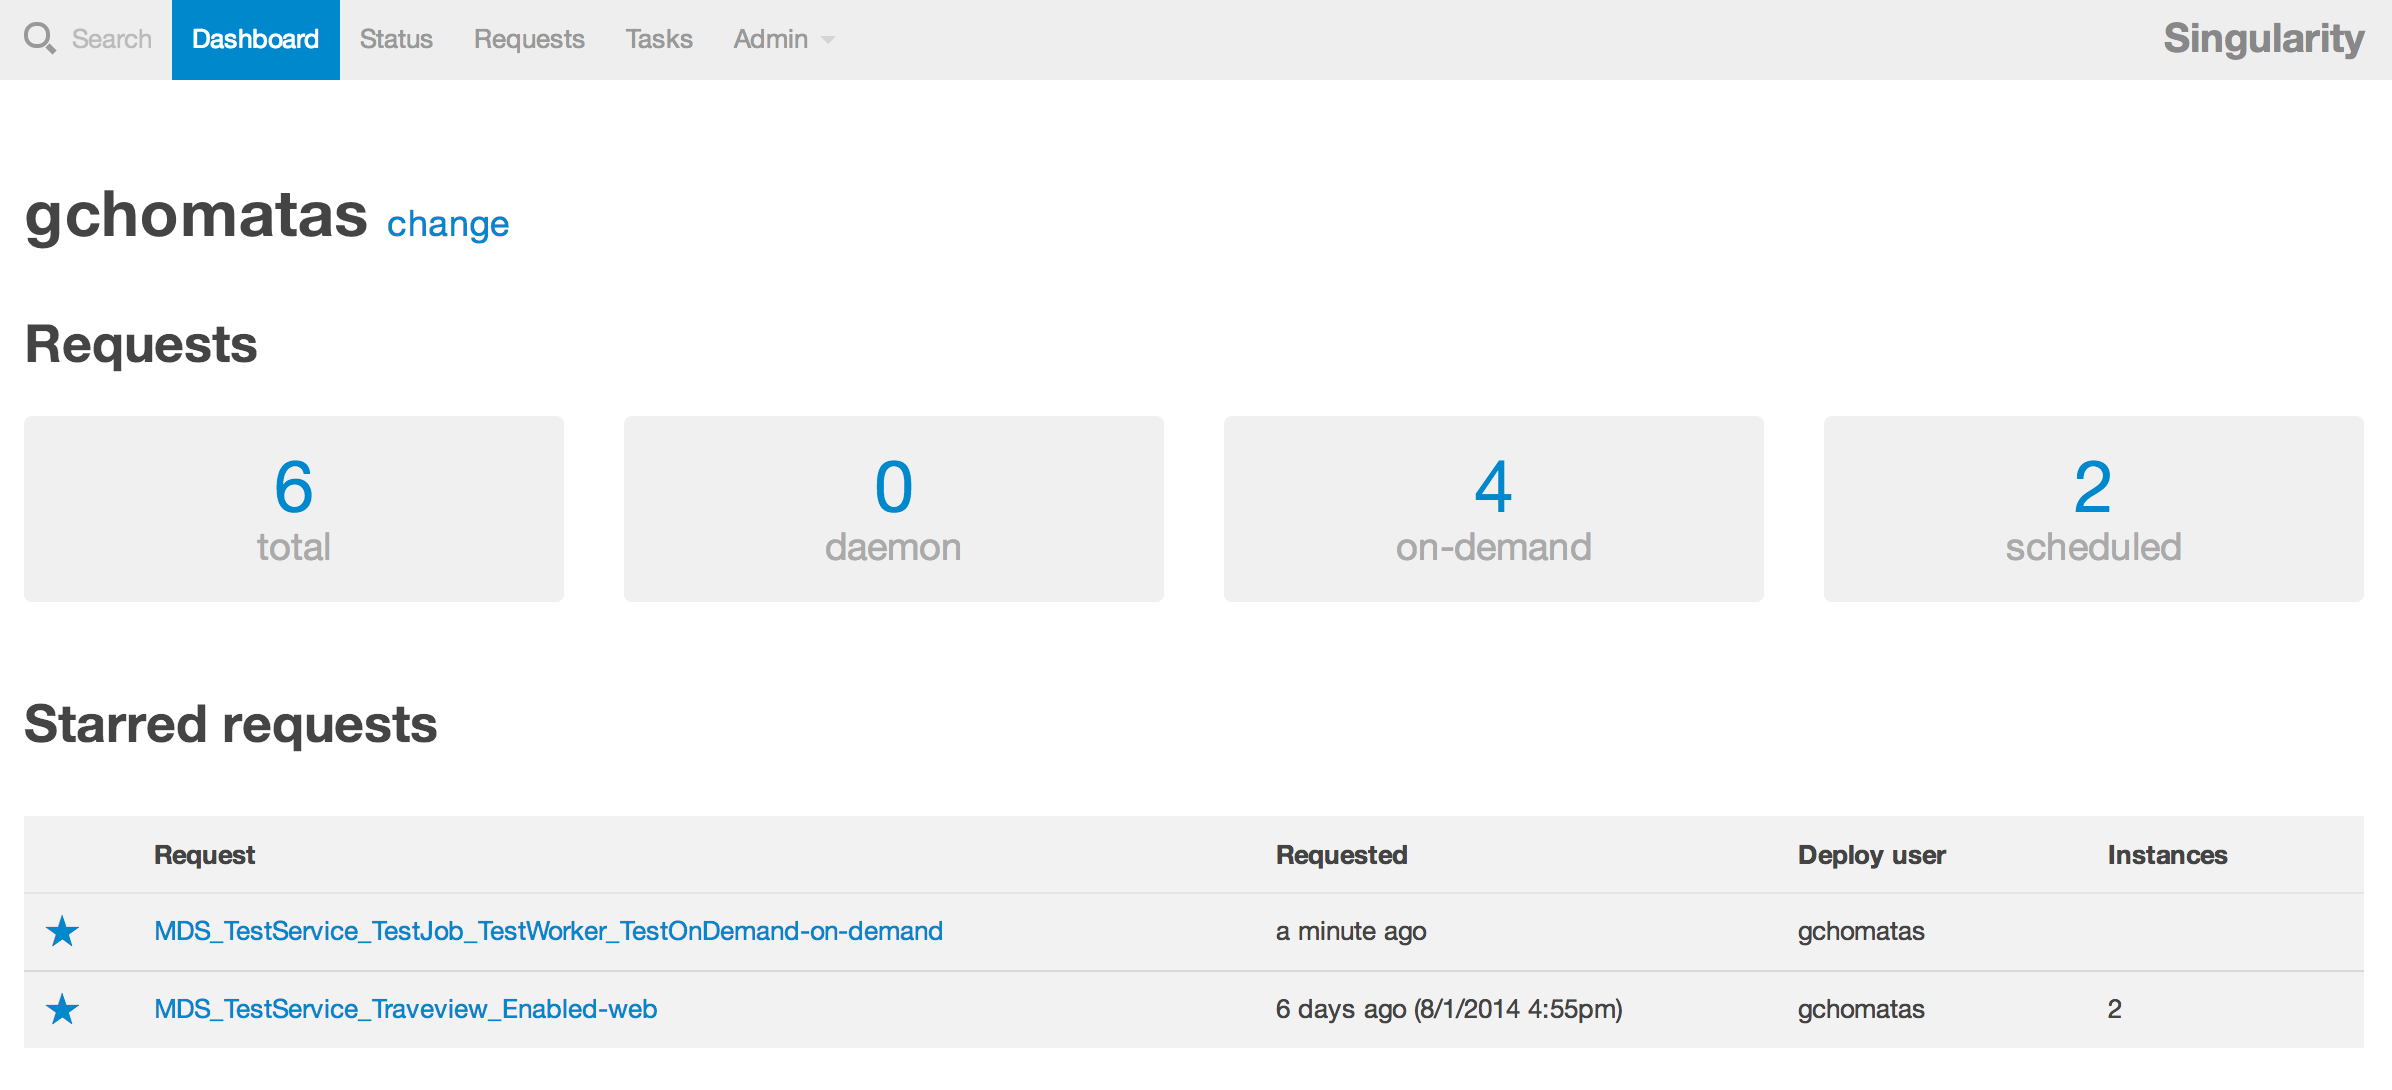 Search Dashboard Status Requests Tasks Admin Singularity
gchomatas change
Requests
6 0 4 2
total daemon on-demand scheduled
Starred requests
Request Requested Deploy user Instances
MDS_TestService_TestJob_TestWorker_TestOnDemand-on-demand a minute ago gchomatas
MDS_TestService_Traveview_Enabled-web 6 days ago (8/1/2014 4:55pm) gchomatas 2